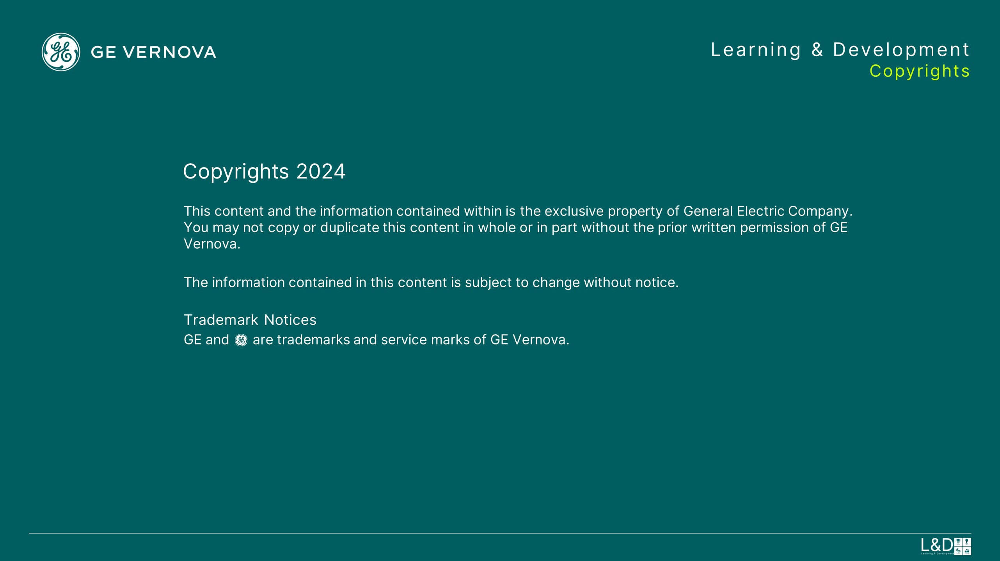 GE VERNOVA
Learning & Development
Copyrights
Copyrights 2024
This content and the information contained within is the exclusive property of General Electric Company.
You may not copy or duplicate this content in whole or in part without the prior written permission of GE
Vernova.
The information contained in this content is subject to change without notice.
Trademark Notices
GE and GE are trademarks and service marks of GE Vernova.
L&D
Learning & Development